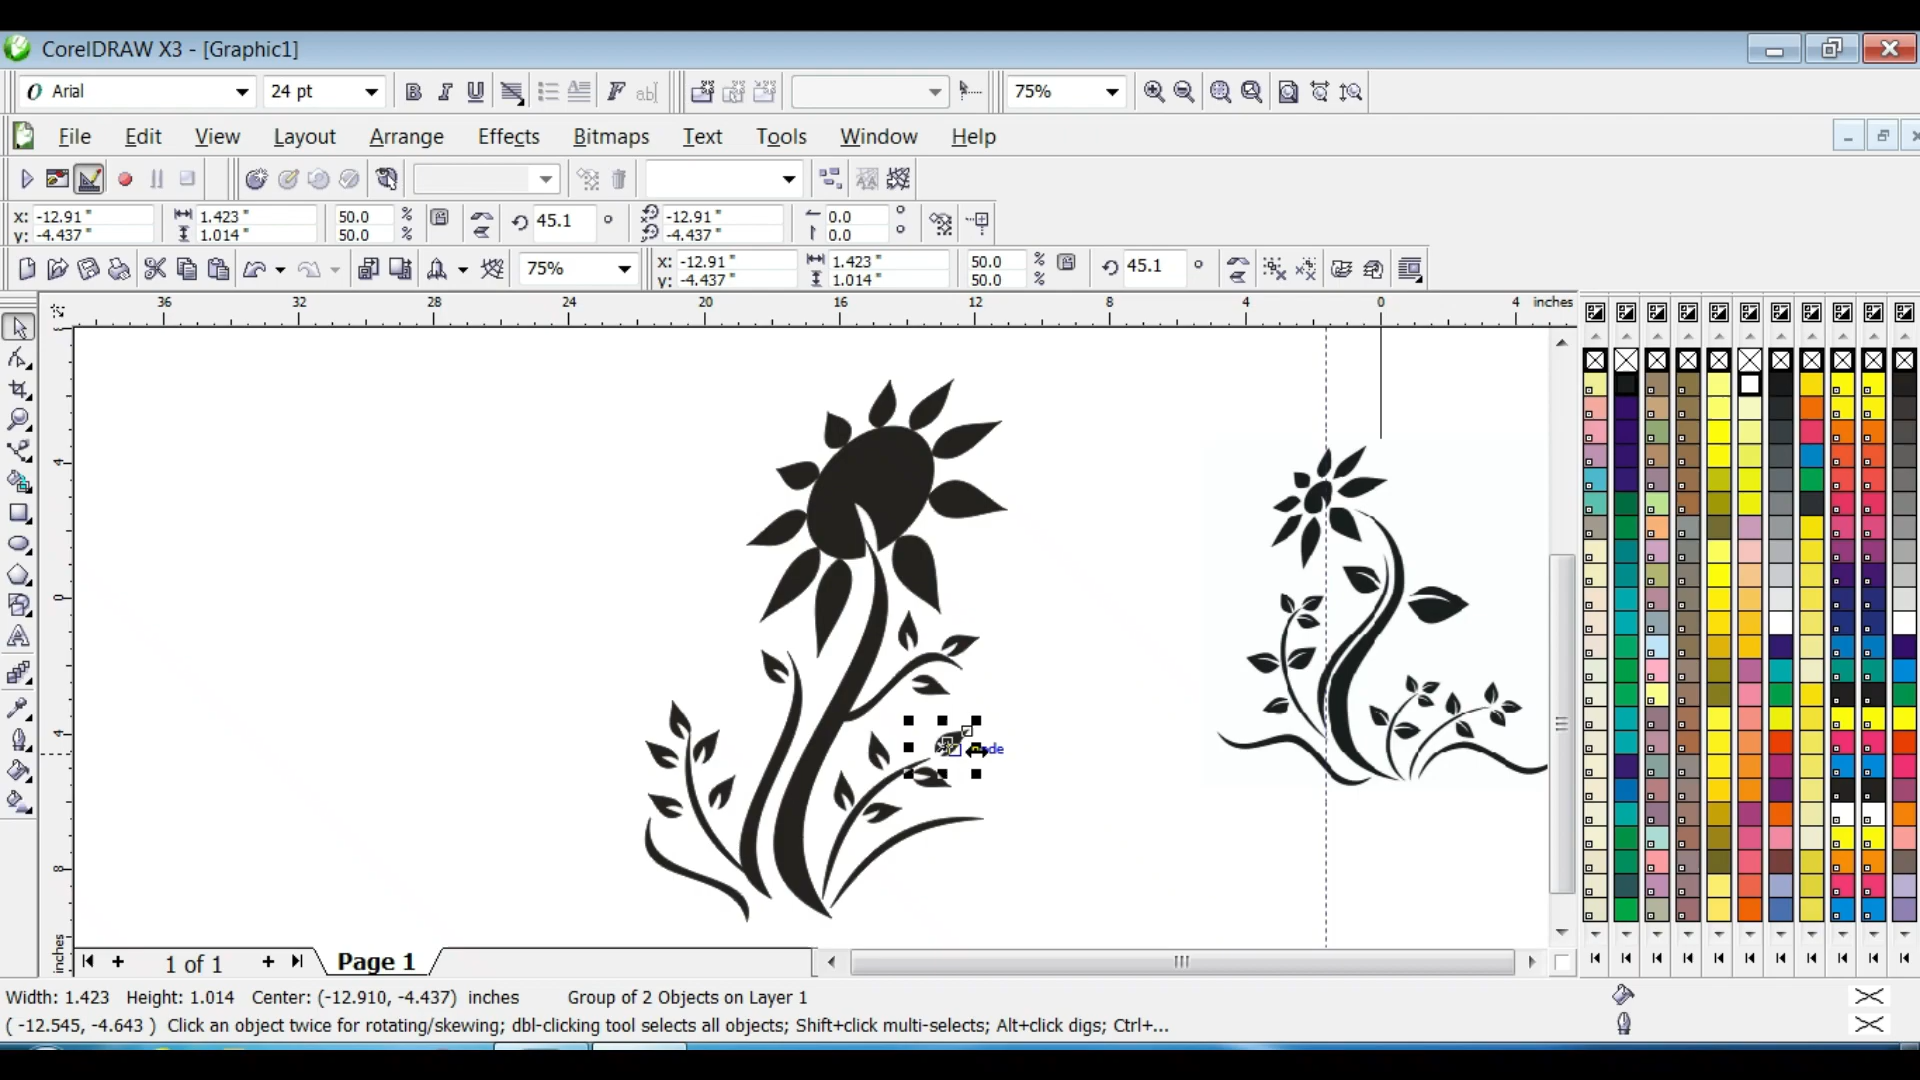 CorelDRAW X3 - [Graphic1]
Arial 24 pt B I U F ab 75%
File Edit View Layout Arrange Effects Bitmaps Text Tools Window Help
x: -12.91 " 1.423 " 50.0 % 45.1 ° -12.91 " 0.0 °
y: -4.437 " 1.014 " 50.0 % -4.437 " 0.0 °
75% x: -12.91 " 1.423 " 50.0 % 45.1 °
y: -4.437 " 1.014 " 50.0 %
36 32 28 24 20 16 12 8 4 0 4 inches
4
0
4
8
inches
1 of 1 Page 1
Width: 1.423 Height: 1.014 Center: (-12.910, -4.437) inches Group of 2 Objects on Layer 1
( -12.545, -4.643 ) Click an object twice for rotating/skewing; dbl-clicking tool selects all objects; Shift+click multi-selects; Alt+click digs; Ctrl+...